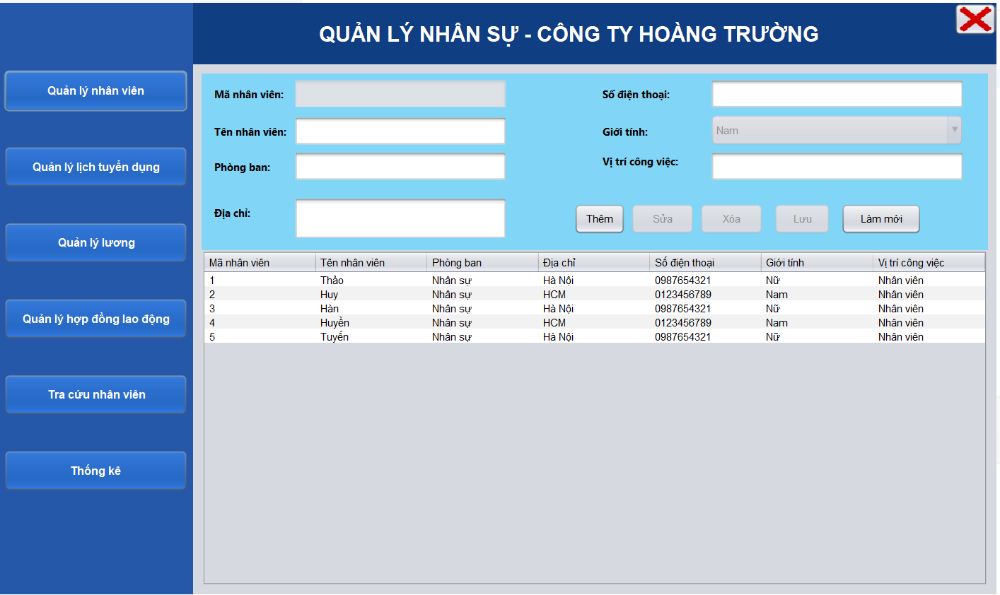 QUẢN LÝ NHÂN SỰ - CÔNG TY HOÀNG TRƯỜNG
Quản lý nhân viên
Quản lý lịch tuyển dụng
Quản lý lương
Quản lý hợp đồng lao động
Tra cứu nhân viên
Thống kê
Mã nhân viên:
Số điện thoại:
Tên nhân viên:
Giới tính: Nam
Phòng ban:
Vị trí công việc:
Địa chỉ:
Thêm Sửa Xóa Lưu Làm mới
Mã nhân viên Tên nhân viên Phòng ban Địa chỉ Số điện thoại Giới tính Vị trí công việc
1 Thảo Nhân sự Hà Nội 0987654321 Nữ Nhân viên
2 Huy Nhân sự HCM 0123456789 Nam Nhân viên
3 Hàn Nhân sự Hà Nội 0987654321 Nữ Nhân viên
4 Huyền Nhân sự HCM 0123456789 Nam Nhân viên
5 Tuyến Nhân sự Hà Nội 0987654321 Nữ Nhân viên